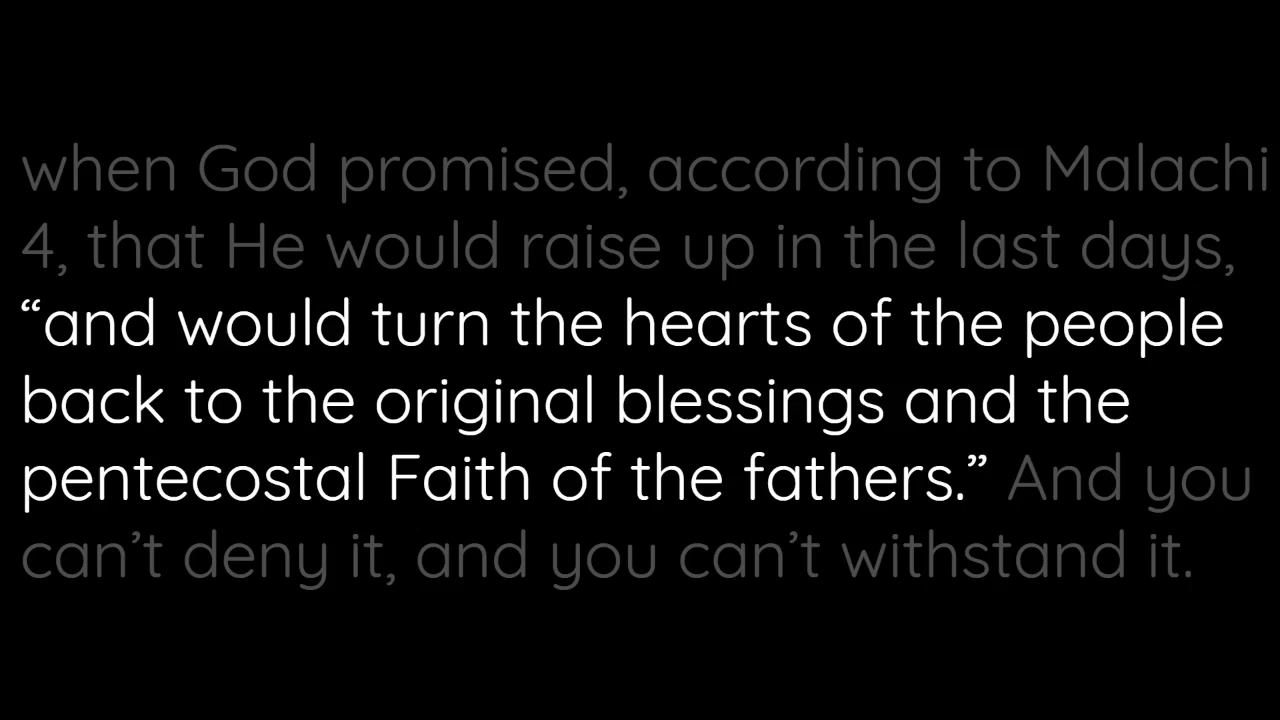 when God promised, according to Malachi
4, that He would raise up in the last days,
“and would turn the hearts of the people
back to the original blessings and the
pentecostal Faith of the fathers.” And you
can’t deny it, and you can’t withstand it.